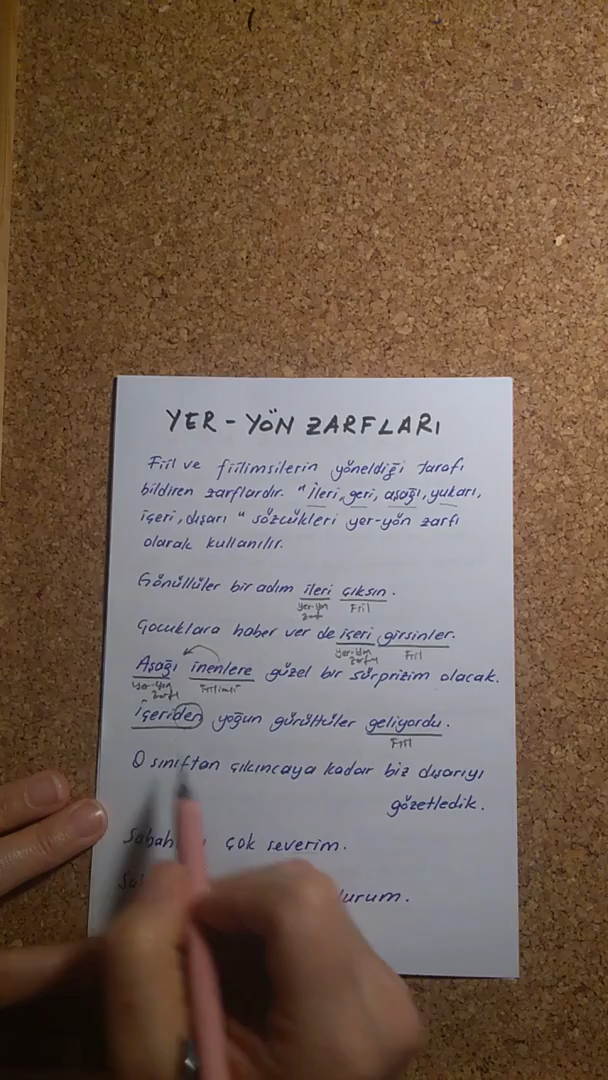 YER-YÖN ZARFLARI
Fiil ve fiilimsilerin yöneldiği tarafı
bildiren zarflardır. "İleri, geri, aşağı, yukarı,
içeri, dışarı" sözcükleri yer-yön zarfı
olarak kullanılır.
Gönüllüler bir adım ileri çıksın.
yer-yön zarfı Fiil
Çocuklara haber ver de içeri girsinler.
yer-yön zarfı Fiil
Aşağı inenlere güzel bir sürprizim olacak.
yer-yön zarfı Fiilimsi
İçeriden yoğun gürültüler geliyordu.
Fiil
O sınıftan çıkıncaya kadar biz dışarıyı
gözetledik.
çok severim.